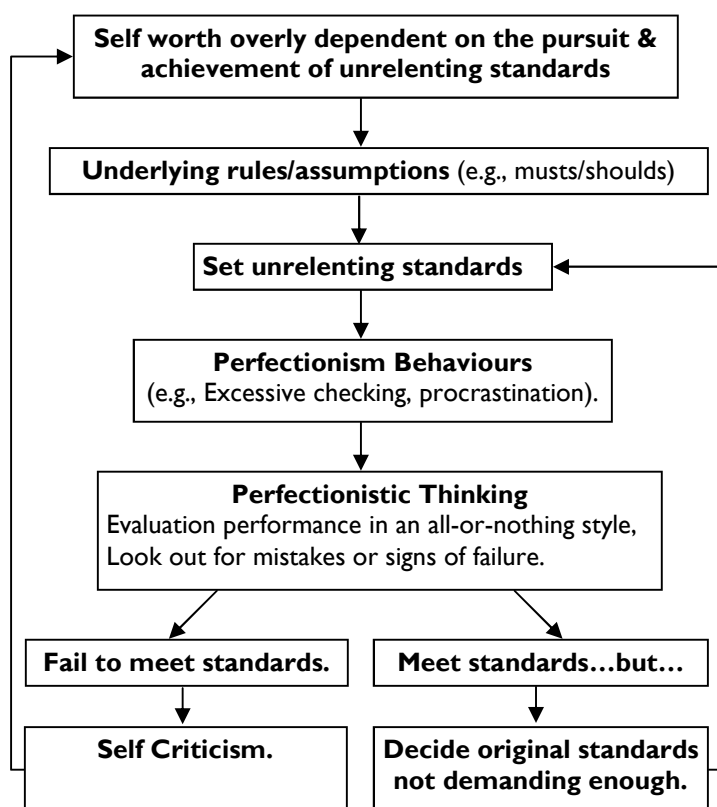 Self worth overly dependent on the pursuit &
achievement of unrelenting standards
Underlying rules/assumptions (e.g., musts/shoulds)
Set unrelenting standards
Perfectionism Behaviours
(e.g., Excessive checking, procrastination).
Perfectionistic Thinking
Evaluation performance in an all-or-nothing style,
Look out for mistakes or signs of failure.
Fail to meet standards.
Meet standards…but…
Self Criticism.
Decide original standards
not demanding enough.